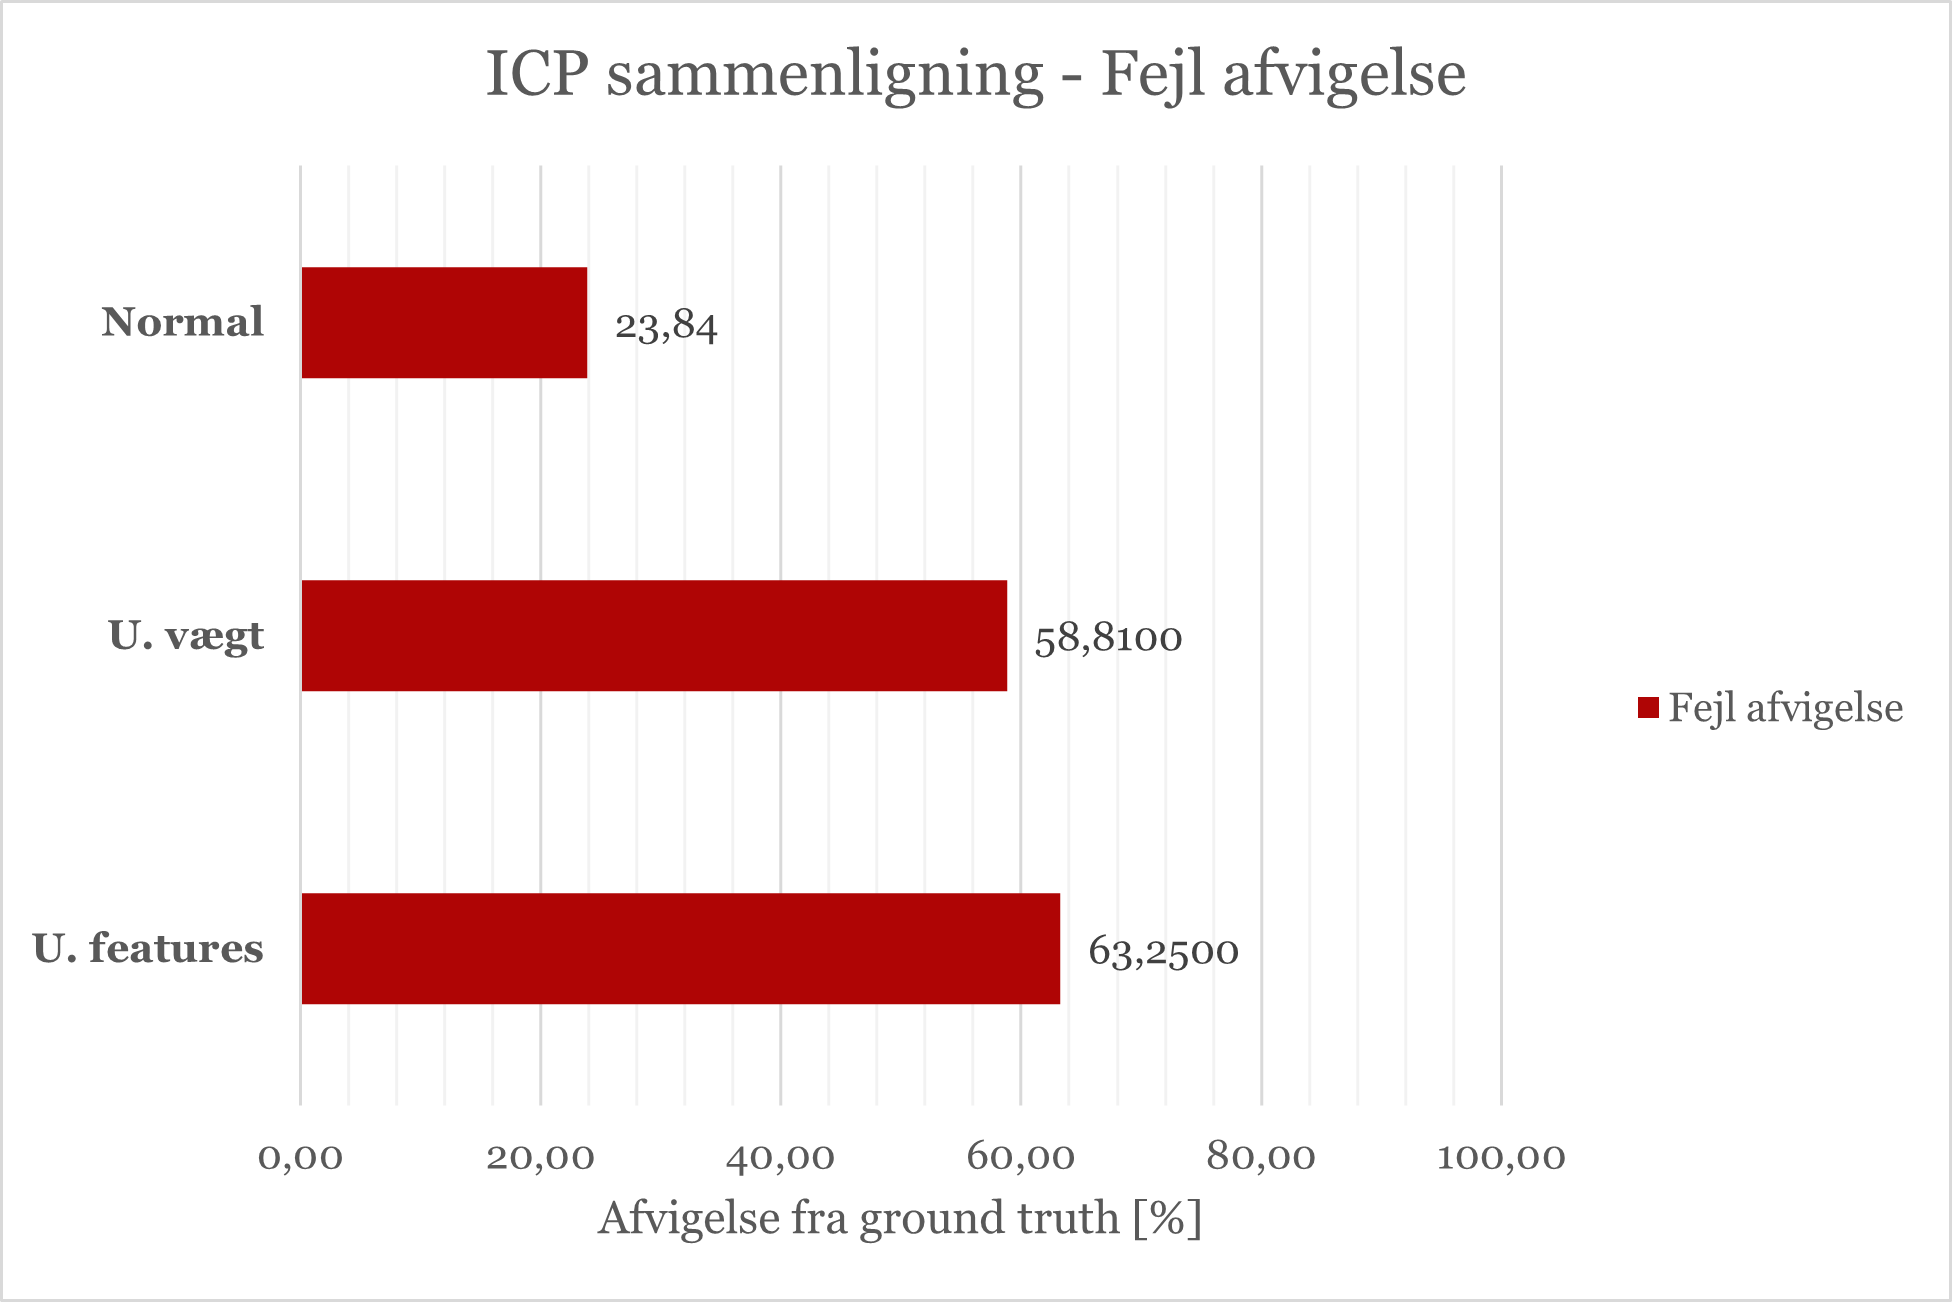 ICP sammenligning - Fejl afvigelse
Normal
23,84
U. vægt
58,8100
Fejl afvigelse
U. features
63,2500
0,00 20,00 40,00 60,00 80,00 100,00
Afvigelse fra ground truth [%]